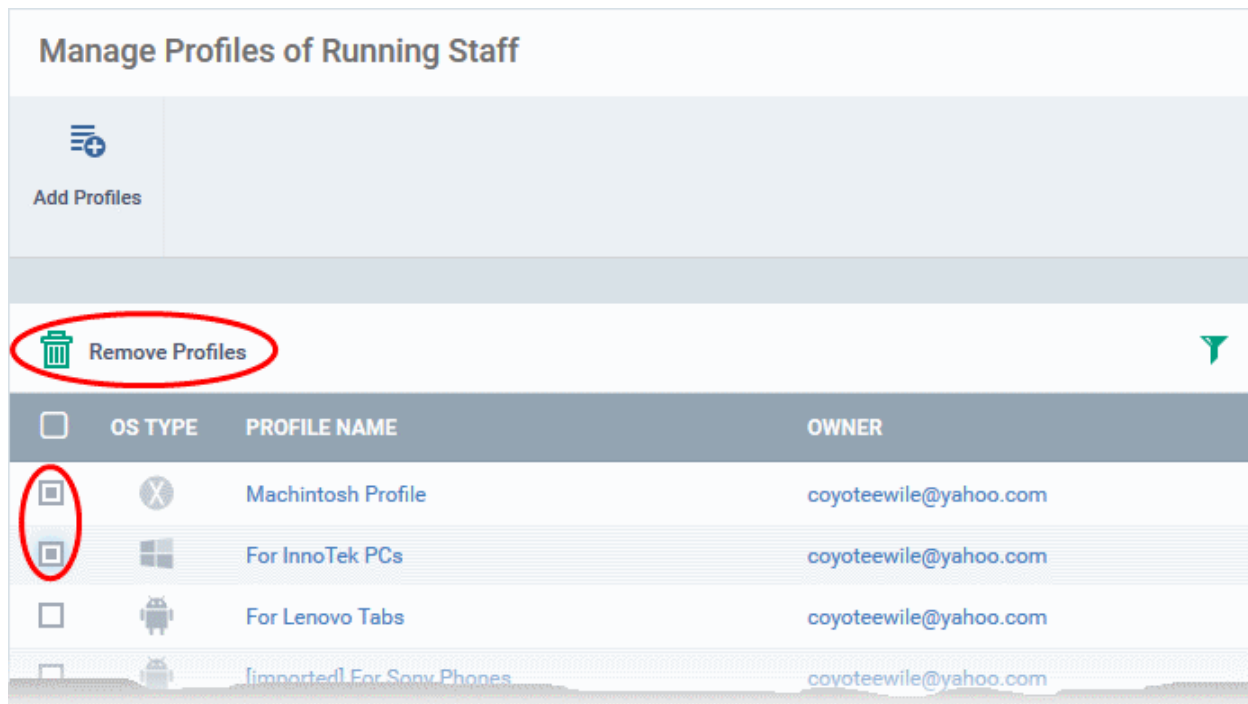 Manage Profiles of Running Staff
Add Profiles
Remove Profiles
OS TYPE PROFILE NAME OWNER
Machintosh Profile coyoteewile@yahoo.com
For InnoTek PCs coyoteewile@yahoo.com
For Lenovo Tabs coyoteewile@yahoo.com
[imported] For Sony Phones coyoteewile@yahoo.com